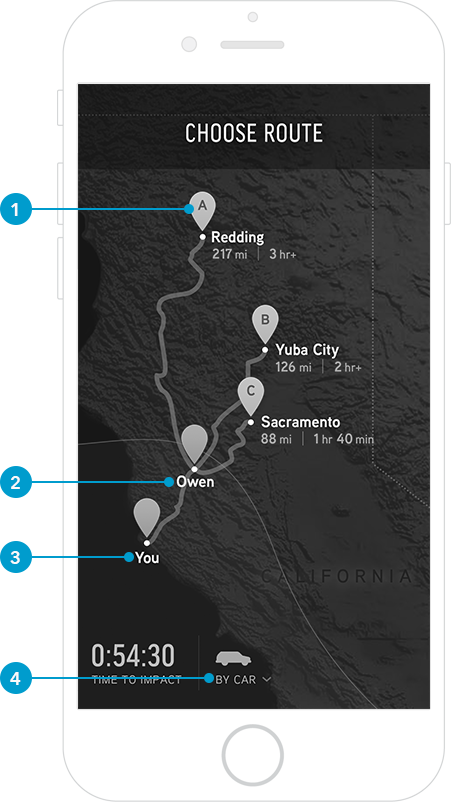 CHOOSE ROUTE
1
A
Redding
217 mi | 3 hr+
B
Yuba City
126 mi | 2 hr+
C
Sacramento
88 mi | 1 hr 40 min
2
Owen
3
You
CALIFORNIA
0:54:30
TIME TO IMPACT
4
BY CAR